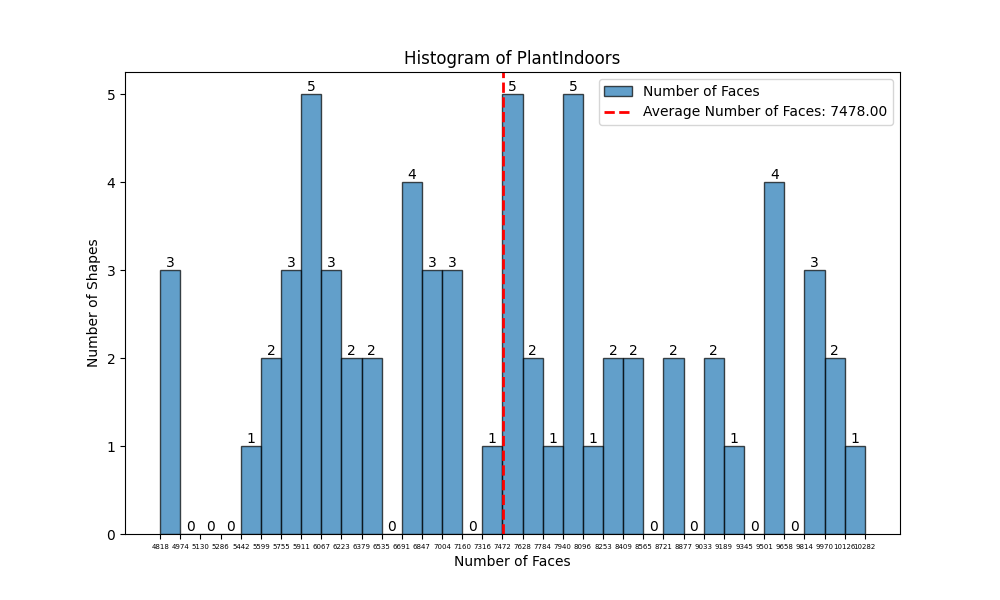 Histogram of PlantIndoors
Number of Faces
Average Number of Faces: 7478.00
Number of Shapes
5
4
3
2
1
0
3 0 0 0 1 2 3 5 3 2 2 0 4 3 3 0 1 5 2 1 5 1 2 2 0 2 0 2 1 0 4 0 3 2 1
4818 4974 5130 5286 5442 5599 5755 5911 6067 6223 6379 6535 6691 6847 7004 7160 7316 7472 7628 7784 7940 8096 8253 8409 8565 8721 8877 9033 9189 9345 9501 9658 9814 9970 10126 10282
Number of Faces